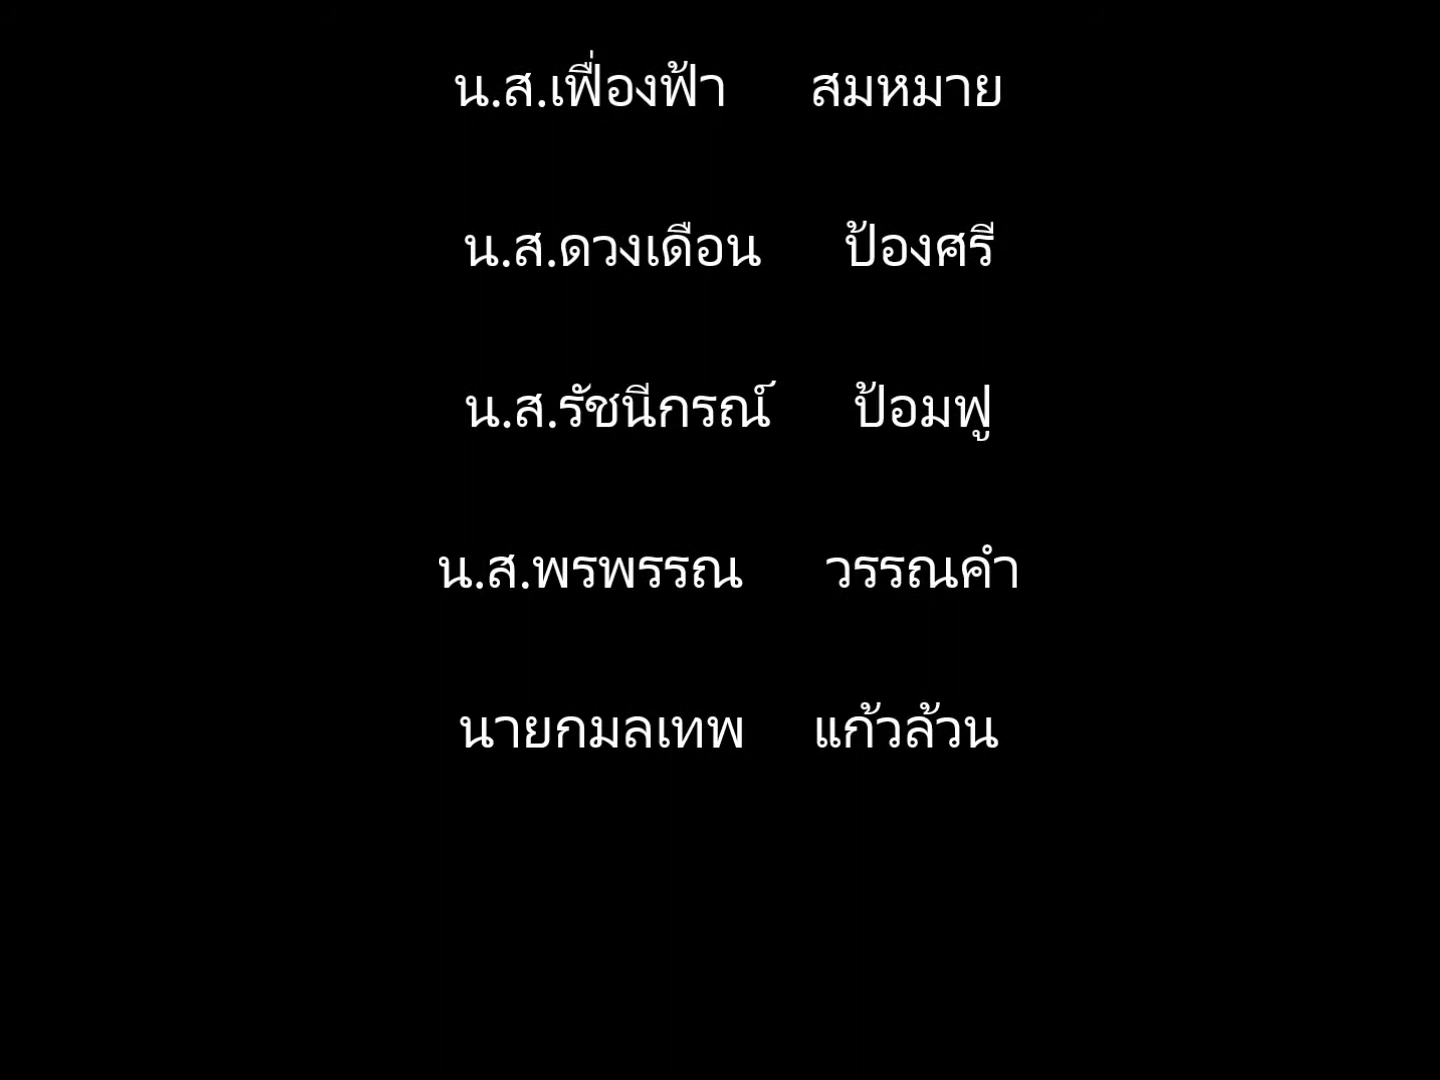 น.ส.เฟื่องฟ้า สมหมาย
น.ส.ดวงเดือน ป้องศรี
น.ส.รัชนีกรณ์ ป้อมฟู
น.ส.พรพรรณ วรรณคำ
นายกมลเทพ แก้วล้วน